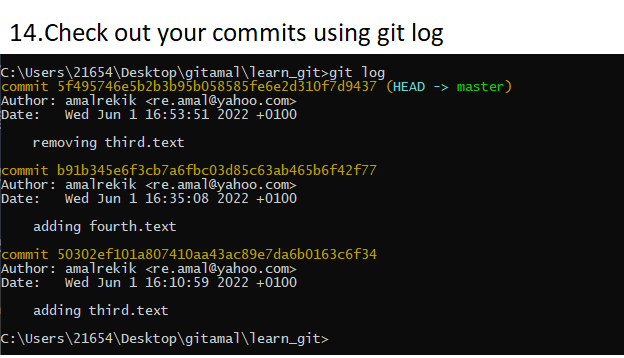 14.Check out your commits using git log
C:\Users\21654\Desktop\gitamal\learn_git>git log
commit 5f495746e5b2b3b95b058585fe6e2d310f7d9437 (HEAD -> master)
Author: amalrekik <re.amal@yahoo.com>
Date:   Wed Jun 1 16:53:51 2022 +0100
    removing third.text
commit b91b345e6f3cb7a6fbc03d85c63ab465b6f42f77
Author: amalrekik <re.amal@yahoo.com>
Date:   Wed Jun 1 16:35:08 2022 +0100
    adding fourth.text
commit 50302ef101a807410aa43ac89e7da6b0163c6f34
Author: amalrekik <re.amal@yahoo.com>
Date:   Wed Jun 1 16:10:59 2022 +0100
    adding third.text
C:\Users\21654\Desktop\gitamal\learn_git>